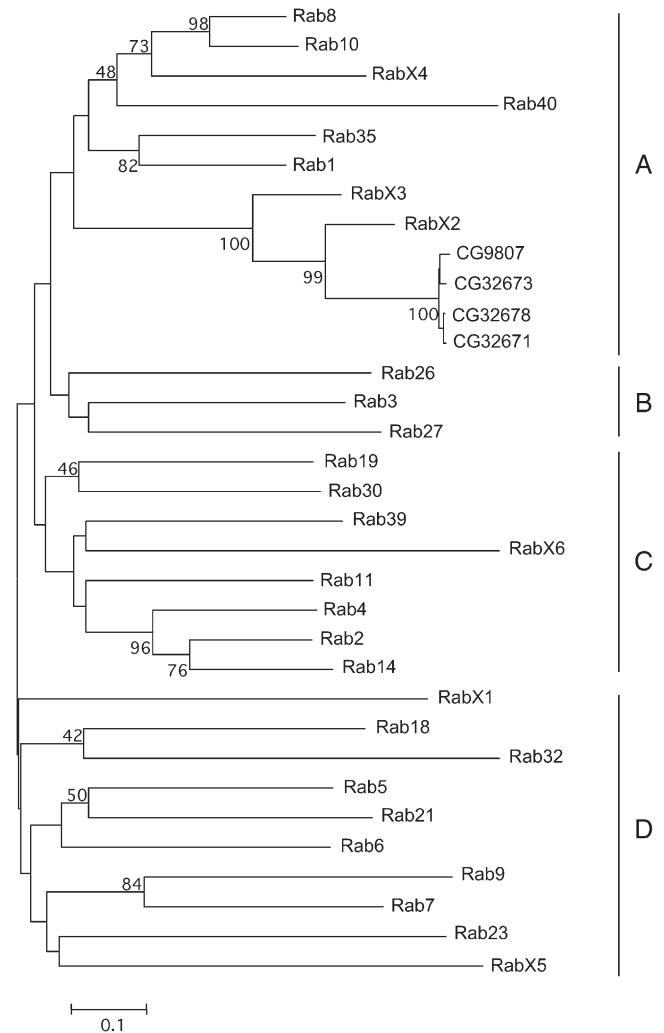 Rab8
98
Rab10
73
RabX4
48
Rab40
Rab35
82
Rab1
A
RabX3
100
RabX2
99
CG9807
CG32673
100
CG32678
CG32671
Rab26
B
Rab3
Rab27
46
Rab19
Rab30
Rab39
RabX6
C
Rab11
Rab4
96
Rab2
76
Rab14
RabX1
42
Rab18
Rab32
50
Rab5
Rab21
D
Rab6
84
Rab9
Rab7
Rab23
RabX5
0.1